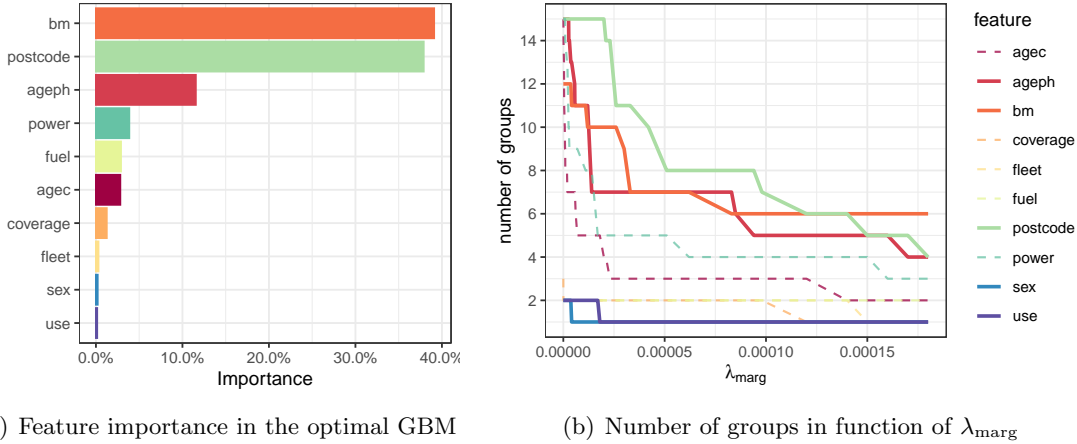 bm
postcode
ageph
power
fuel
agec
coverage
fleet
sex
use
0.0% 10.0% 20.0% 30.0% 40.0%
Importance
) Feature importance in the optimal GBM
14
12
10
8
6
4
2
number of groups
0.00000 0.00005 0.00010 0.00015
λmarg
feature
agec
ageph
bm
coverage
fleet
fuel
postcode
power
sex
use
(b) Number of groups in function of λmarg